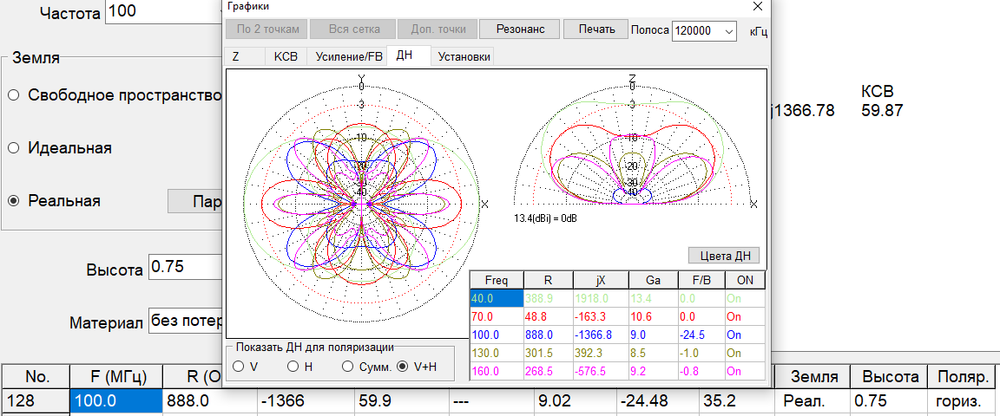 Частота 100
Графики
По 2 точкам Вся сетка Доп. точки Резонанс Печать Полоса 120000 кГц
Z КСВ Усиление/FB ДН Установки
Земля
Свободное пространство
Идеальная
Реальная
Пар
Высота 0.75
Материал без потер
Y
0
-3
-10
-20
-30
-40
X
Z
0
-3
-10
-20
-30
-40
X
13.4(dBi) = 0dB
Цвета ДН
КСВ
j1366.78 59.87
Freq R jX Ga F/B ON
40.0 388.9 1918.0 13.4 0.0 On
70.0 48.8 -163.3 10.6 0.0 On
100.0 888.0 -1366.8 9.0 -24.5 On
130.0 301.5 392.3 8.5 -1.0 On
160.0 268.5 -576.5 9.2 -0.8 On
Показать ДН для поляризации
V H Сумм. V+H
No. F (МГц) R (О Земля Высота Поляр.
128 100.0 888.0 -1366 59.9 --- 9.02 -24.48 35.2 Реал. 0.75 гориз.